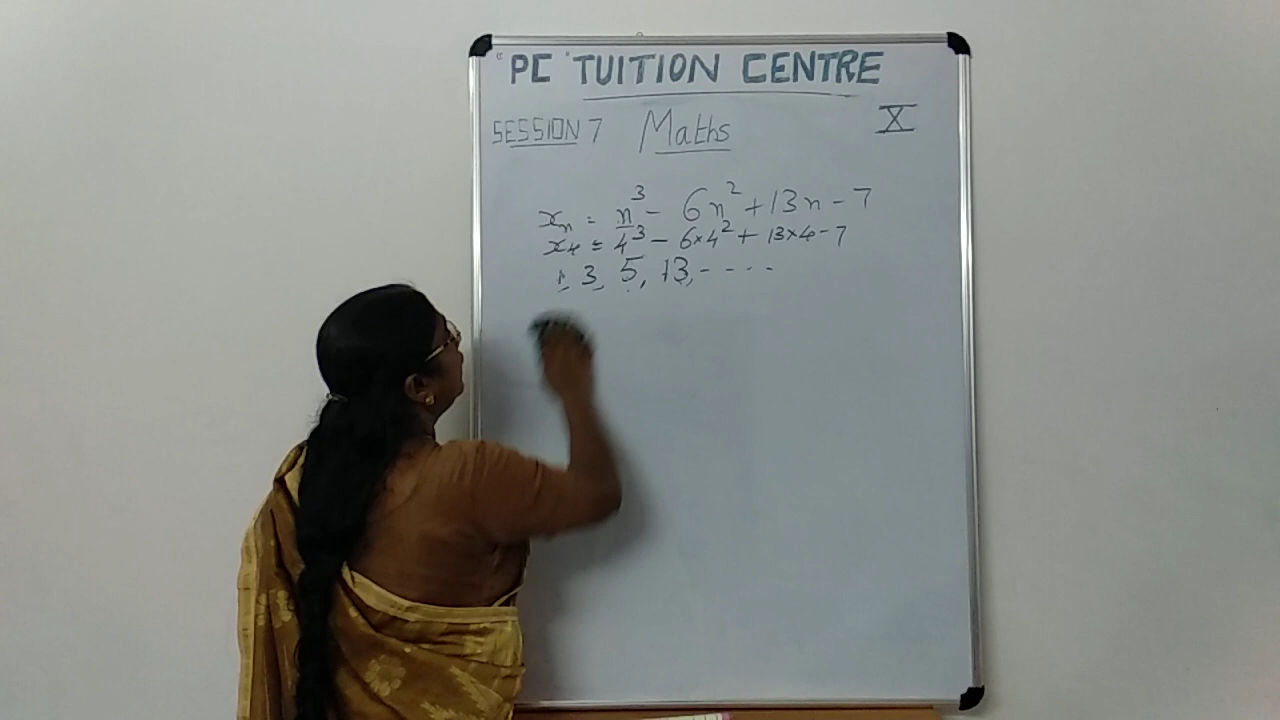 "PC "TUITION CENTRE
SESSION 7 Maths X
xₙ = n³ - 6n² + 13n - 7
x₄ = 4³ - 6×4² + 13×4 - 7
1, 3, 5, 13, - - - -